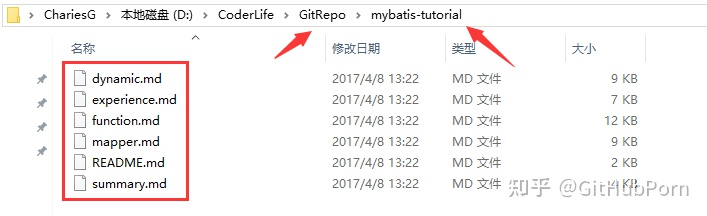 CharlesG > 本地磁盘 (D:) > CoderLife > GitRepo > mybatis-tutorial
名称 修改日期 类型 大小
dynamic.md 2017/4/8 13:22 MD 文件 9 KB
experience.md 2017/4/8 13:22 MD 文件 7 KB
function.md 2017/4/8 13:22 MD 文件 12 KB
mapper.md 2017/4/8 13:22 MD 文件 9 KB
README.md 2017/4/8 13:22 MD 文件 2 KB
summary.md 2017/4/8 13:22 MD 文件 4 KB
知乎 @GitHubPorn